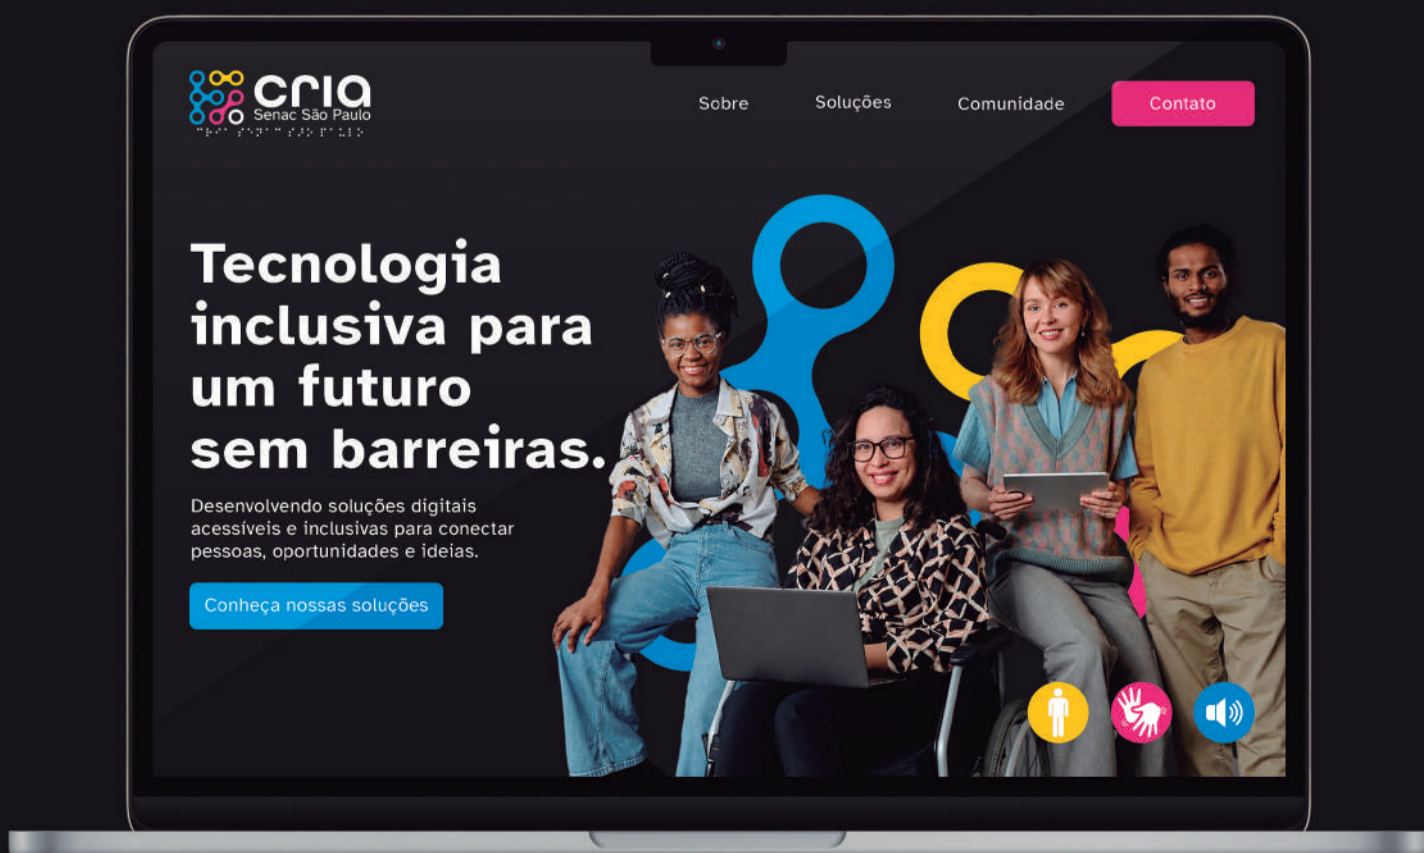 cria
Senac São Paulo
Sobre
Soluções
Comunidade
Contato
Tecnologia
inclusiva para
um futuro
sem barreiras.
Desenvolvendo soluções digitais
acessíveis e inclusivas para conectar
pessoas, oportunidades e ideias.
Conheça nossas soluções